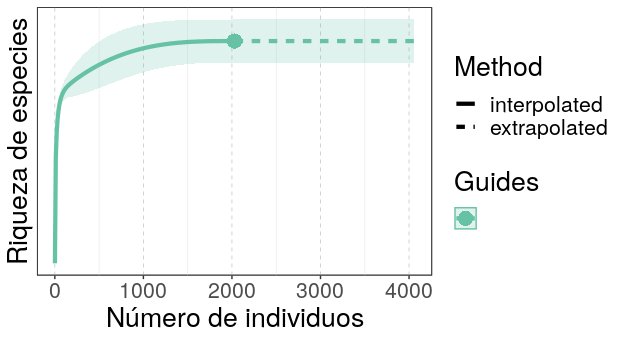 Riqueza de especies
0 1000 2000 3000 4000
Número de individuos
Method
interpolated
extrapolated
Guides